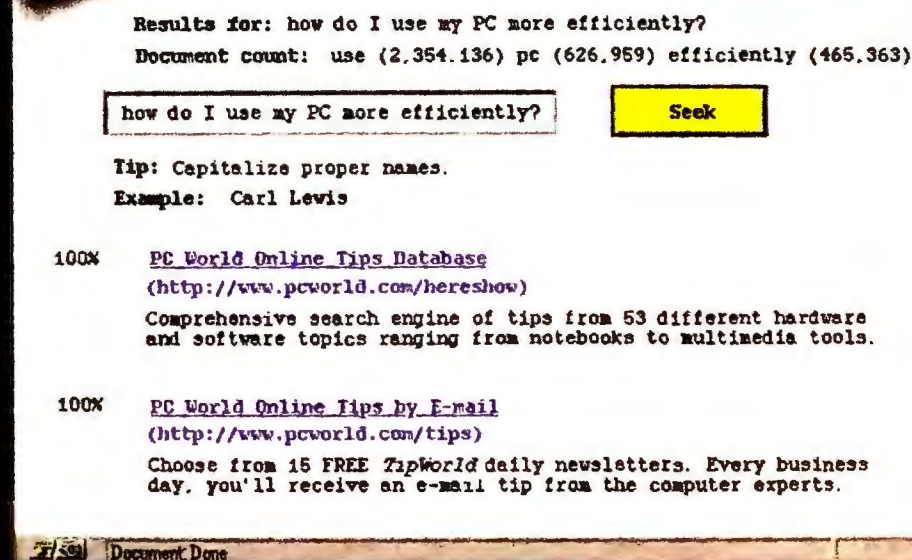 Results for: how do I use my PC more efficiently?
Document count: use (2,354.136) pc (626,959) efficiently (465,363)
how do I use my PC more efficiently?
Seek
Tip: Capitalize proper names.
Example: Carl Lewis
100% PC World Online Tips Database
(http://www.pcworld.com/hereshow)
Comprehensive search engine of tips from 53 different hardware
and software topics ranging from notebooks to multimedia tools.
100% PC World Online Tips by E-mail
(http://www.pcworld.com/tips)
Choose from 15 FREE TipWorld daily newsletters. Every business
day, you'll receive an e-mail tip from the computer experts.
Document: Done